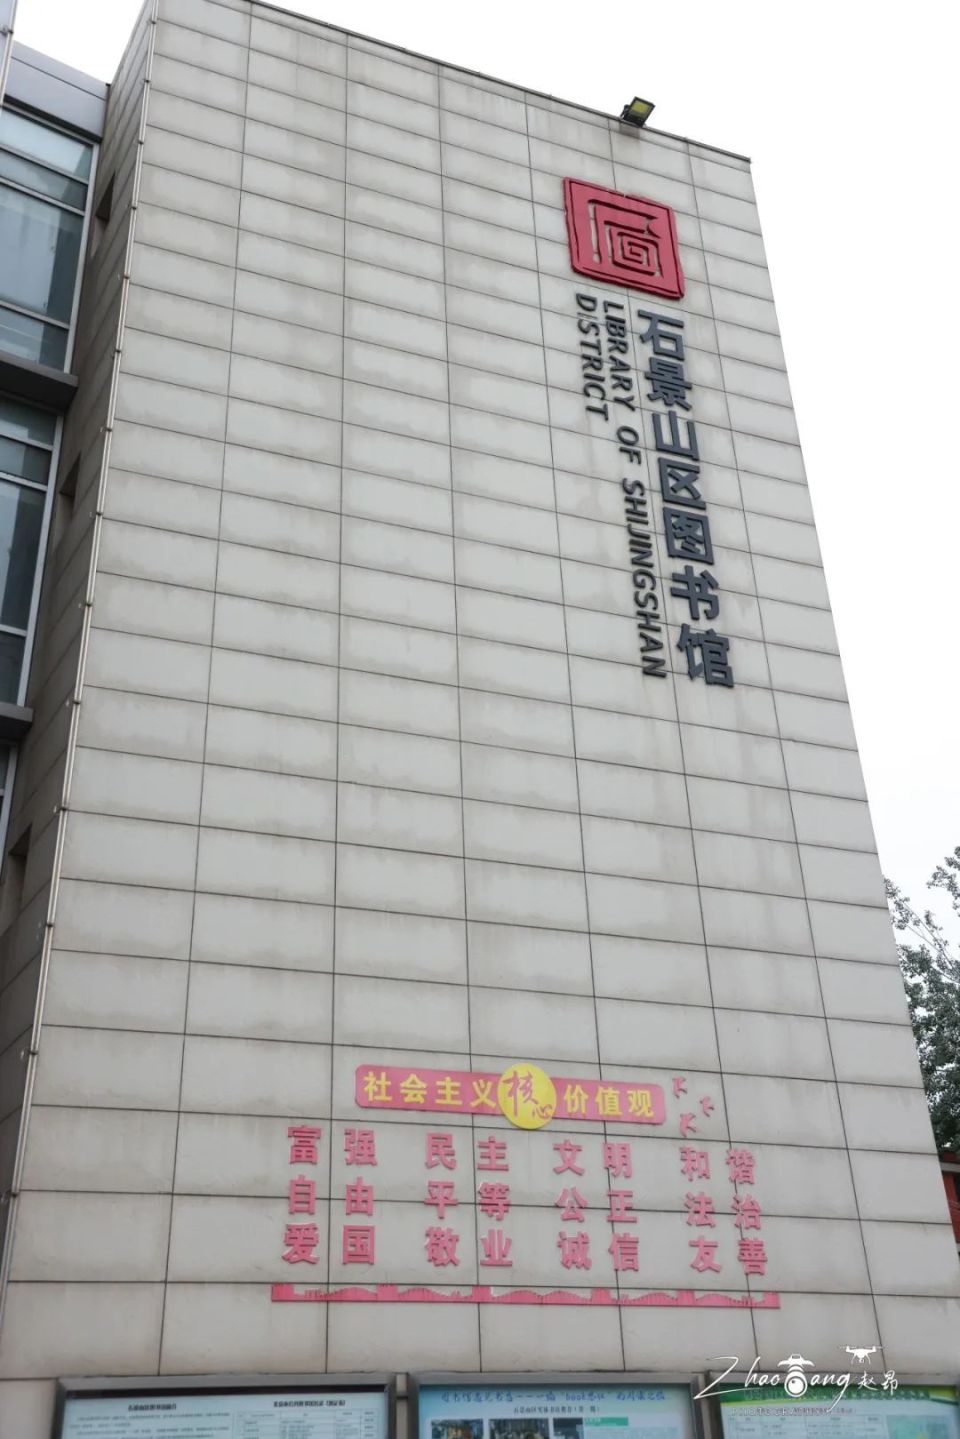 石景山区图书馆
LIBRARY OF SHIJINGSHAN
DISTRICT
社会主义核心价值观
富强 民主 文明 和谐
自由 平等 公正 法治
爱国 敬业 诚信 友善
Zhao ang 赵昂